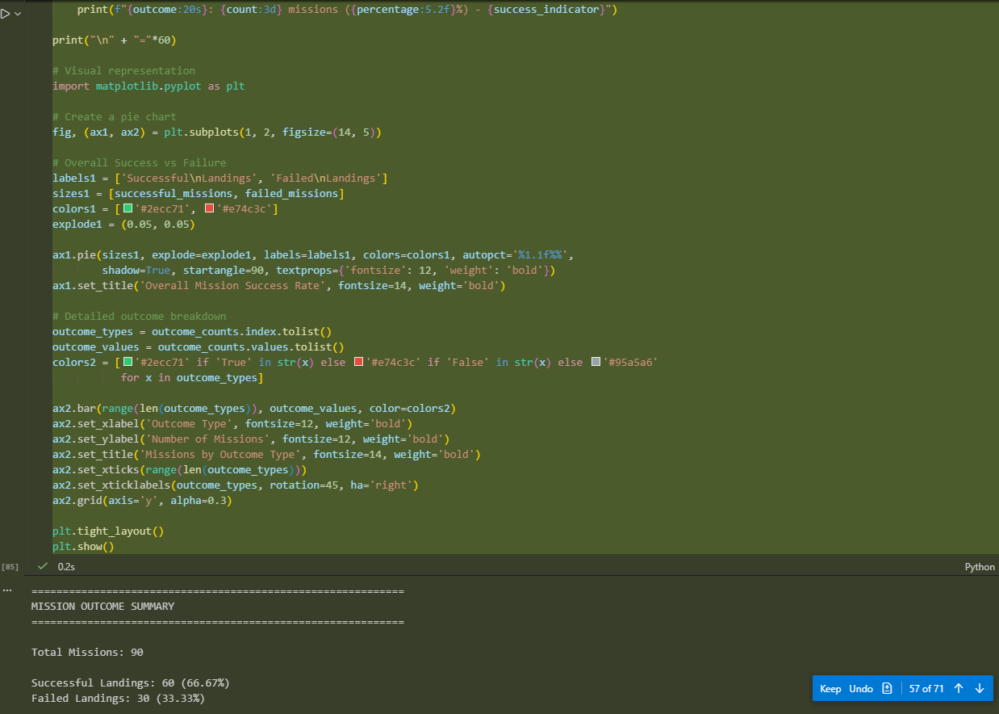 print(f"{outcome:20s}: {count:3d} missions ({percentage:5.2f}%) - {success_indicator}")
print("\n" + "="*60)
# Visual representation
import matplotlib.pyplot as plt
# Create a pie chart
fig, (ax1, ax2) = plt.subplots(1, 2, figsize=(14, 5))
# Overall Success vs Failure
labels1 = ['Successful\nLandings', 'Failed\nLandings']
sizes1 = [successful_missions, failed_missions]
colors1 = ['#2ecc71', '#e74c3c']
explode1 = (0.05, 0.05)
ax1.pie(sizes1, explode=explode1, labels=labels1, colors=colors1, autopct='%1.1f%%',
shadow=True, startangle=90, textprops={'fontsize': 12, 'weight': 'bold'})
ax1.set_title('Overall Mission Success Rate', fontsize=14, weight='bold')
# Detailed outcome breakdown
outcome_types = outcome_counts.index.tolist()
outcome_values = outcome_counts.values.tolist()
colors2 = ['#2ecc71' if 'True' in str(x) else '#e74c3c' if 'False' in str(x) else '#95a5a6'
for x in outcome_types]
ax2.bar(range(len(outcome_types)), outcome_values, color=colors2)
ax2.set_xlabel('Outcome Type', fontsize=12, weight='bold')
ax2.set_ylabel('Number of Missions', fontsize=12, weight='bold')
ax2.set_title('Missions by Outcome Type', fontsize=14, weight='bold')
ax2.set_xticks(range(len(outcome_types)))
ax2.set_xticklabels(outcome_types, rotation=45, ha='right')
ax2.grid(axis='y', alpha=0.3)
plt.tight_layout()
plt.show()
[85] 0.2s Python
... ============================================================
MISSION OUTCOME SUMMARY
============================================================
Total Missions: 90
Successful Landings: 60 (66.67%)
Failed Landings: 30 (33.33%)
Keep Undo 57 of 71